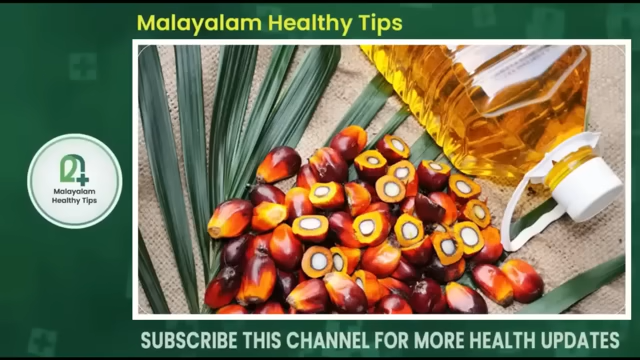 Malayalam Healthy Tips
Malayalam
Healthy Tips
SUBSCRIBE THIS CHANNEL FOR MORE HEALTH UPDATES